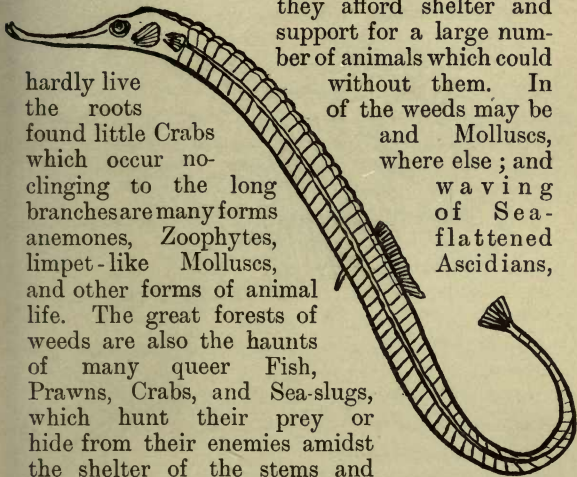 they afford shelter and
support for a large num-
ber of animals which could
hardly live without them. In
the roots of the weeds may be
found little Crabs and Molluscs,
which occur no- where else ; and
clinging to the long waving
branches are many forms of Sea-
anemones, Zoophytes, flattened
limpet-like Molluscs, Ascidians,
and other forms of animal
life. The great forests of
weeds are also the haunts
of many queer Fish,
Prawns, Crabs, and Sea-slugs,
which hunt their prey or
hide from their enemies amidst
the shelter of the stems and